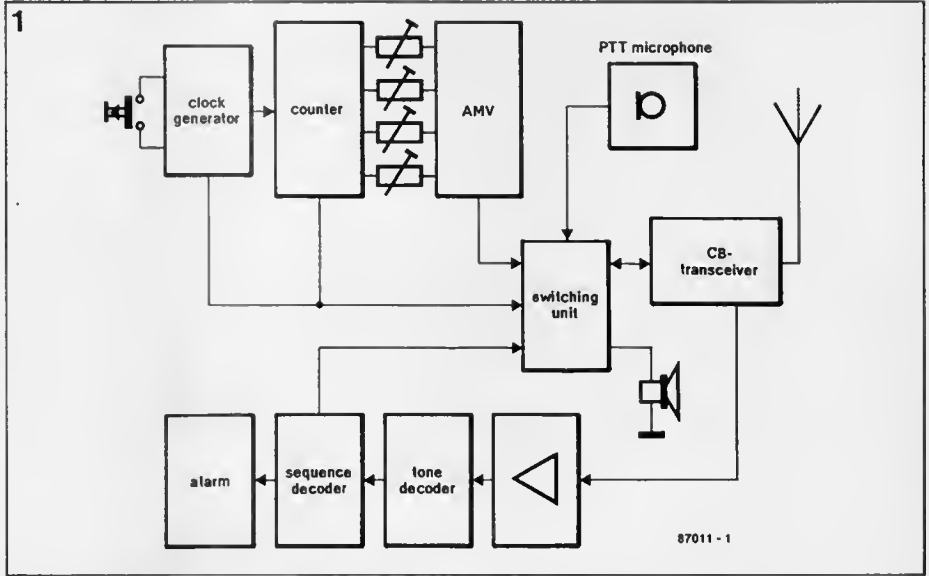 1
clock
generator
counter
AMV
PTT microphone
CB-
transceiver
switching
unit
alarm
sequence
decoder
tone
decoder
87011 - 1